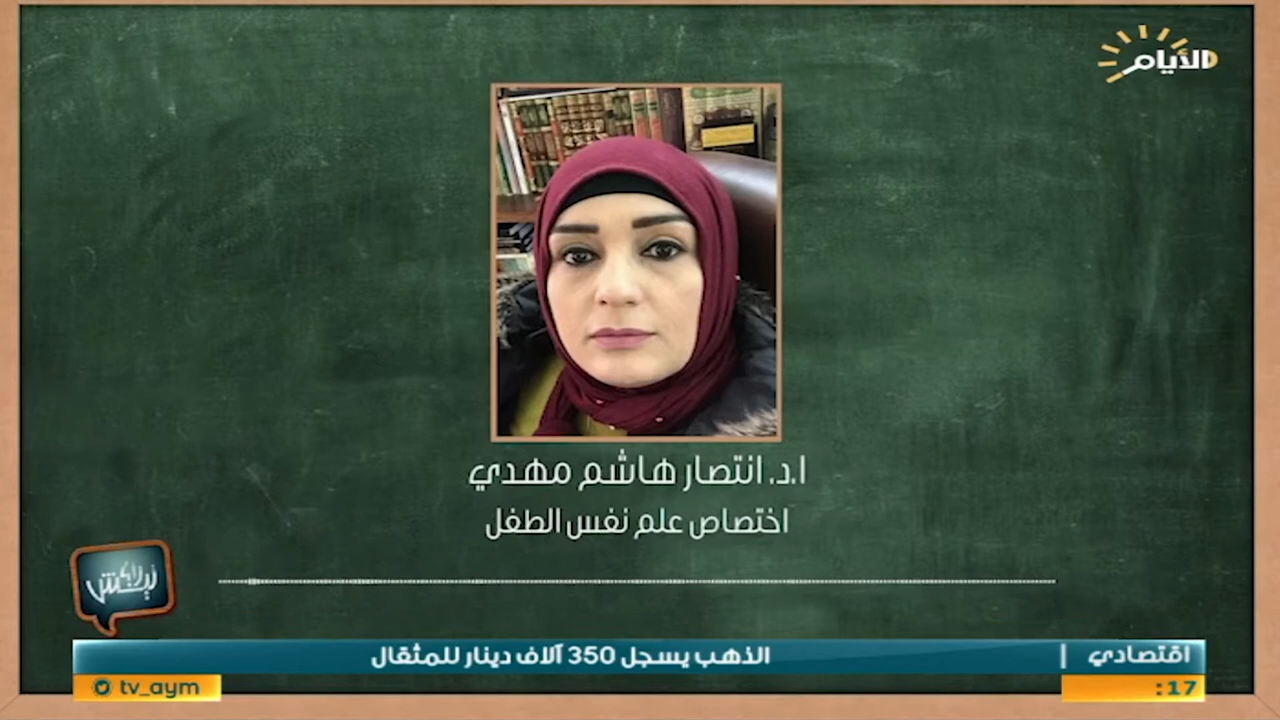 الأيام
ا.د. انتصار هاشم مهدي
اختصاص علم نفس الطفل
اقتصادي | الذهب يسجل 350 آلاف دينار للمثقال
tv_aym
:17